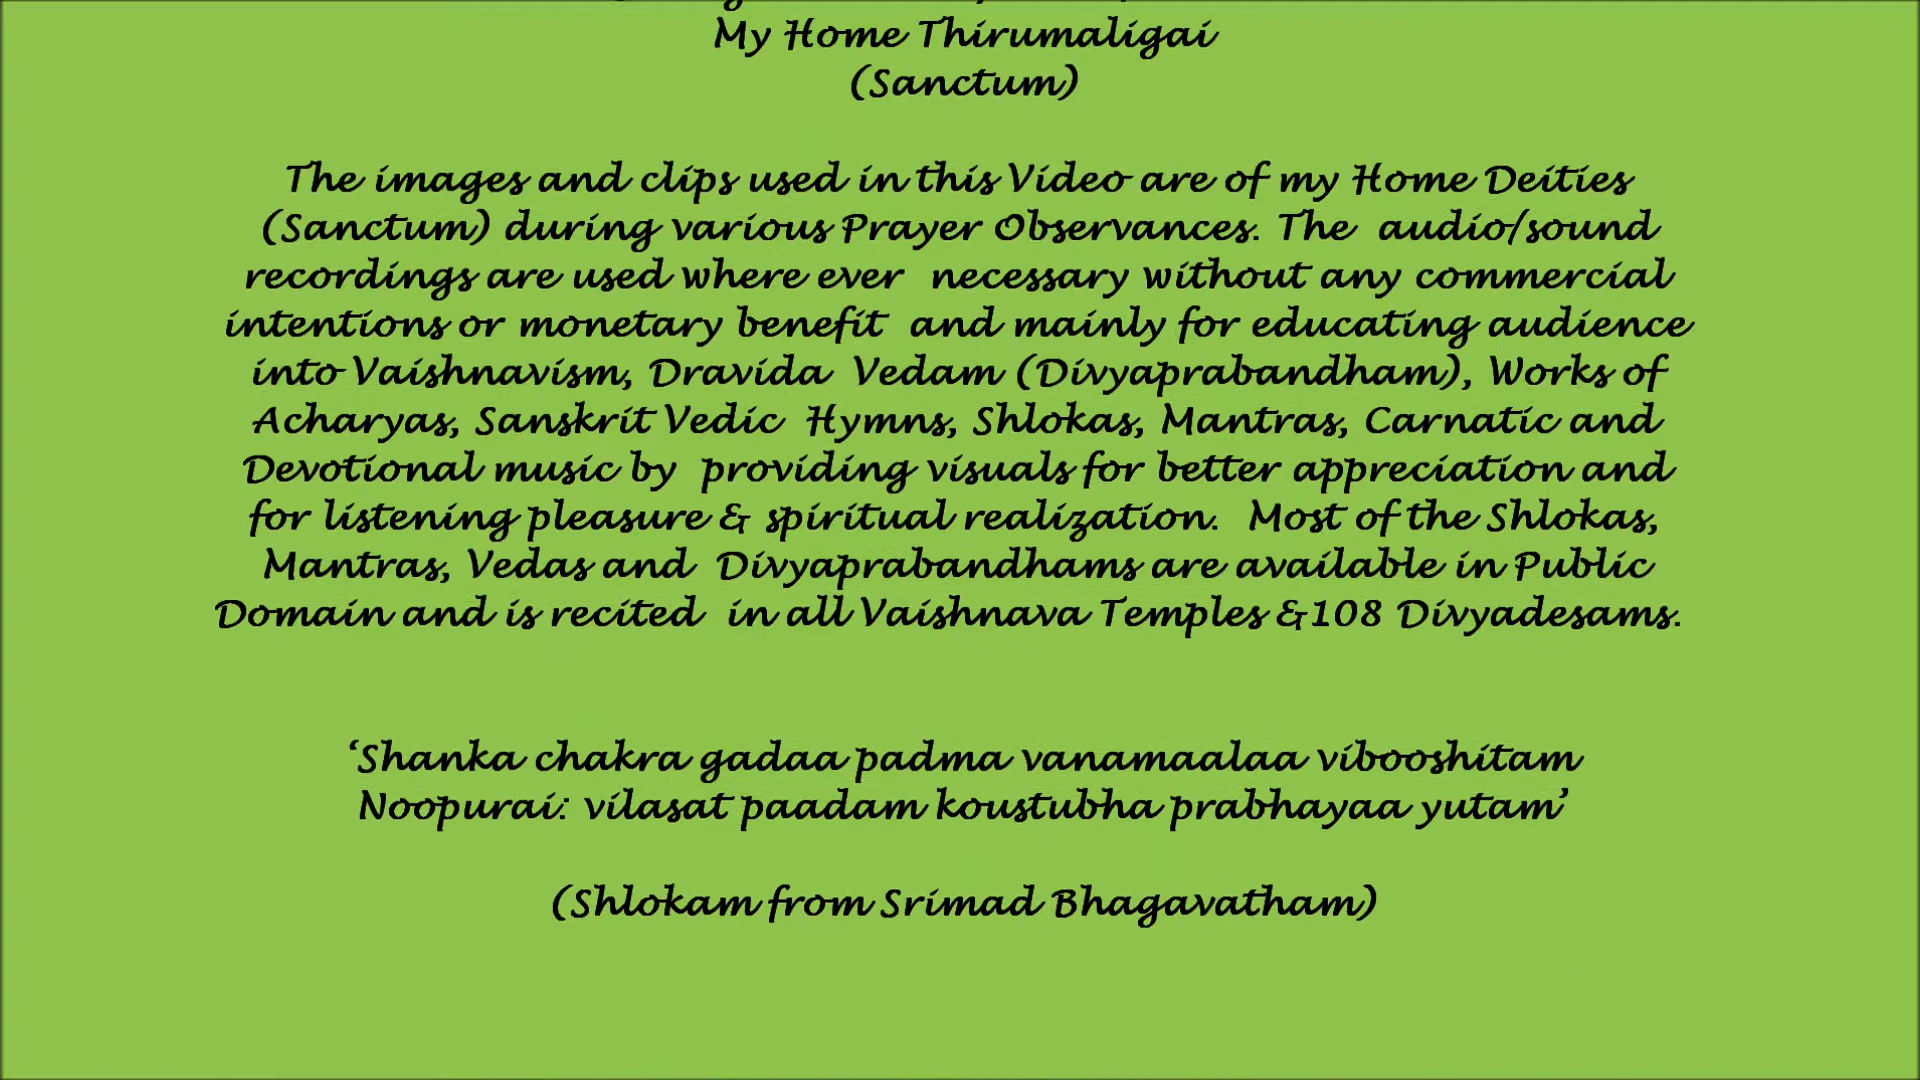 My Home Thirumaligai
(Sanctum)
The images and clips used in this Video are of my Home Deities
(Sanctum) during various Prayer Observances. The audio/sound
recordings are used where ever necessary without any commercial
intentions or monetary benefit and mainly for educating audience
into Vaishnavism, Dravida Vedam (Divyaprabandham), Works of
Acharyas, Sanskrit Vedic Hymns, Shlokas, Mantras, Carnatic and
Devotional music by providing visuals for better appreciation and
for listening pleasure & spiritual realization. Most of the Shlokas,
Mantras, Vedas and Divyaprabandhams are available in Public
Domain and is recited in all Vaishnava Temples &108 Divyadesams.
‘Shanka chakra gadaa padma vanamaalaa vibooshitam
Noopurai: vilasat paadam koustubha prabhayaa yutam’
(Shlokam from Srimad Bhagavatham)